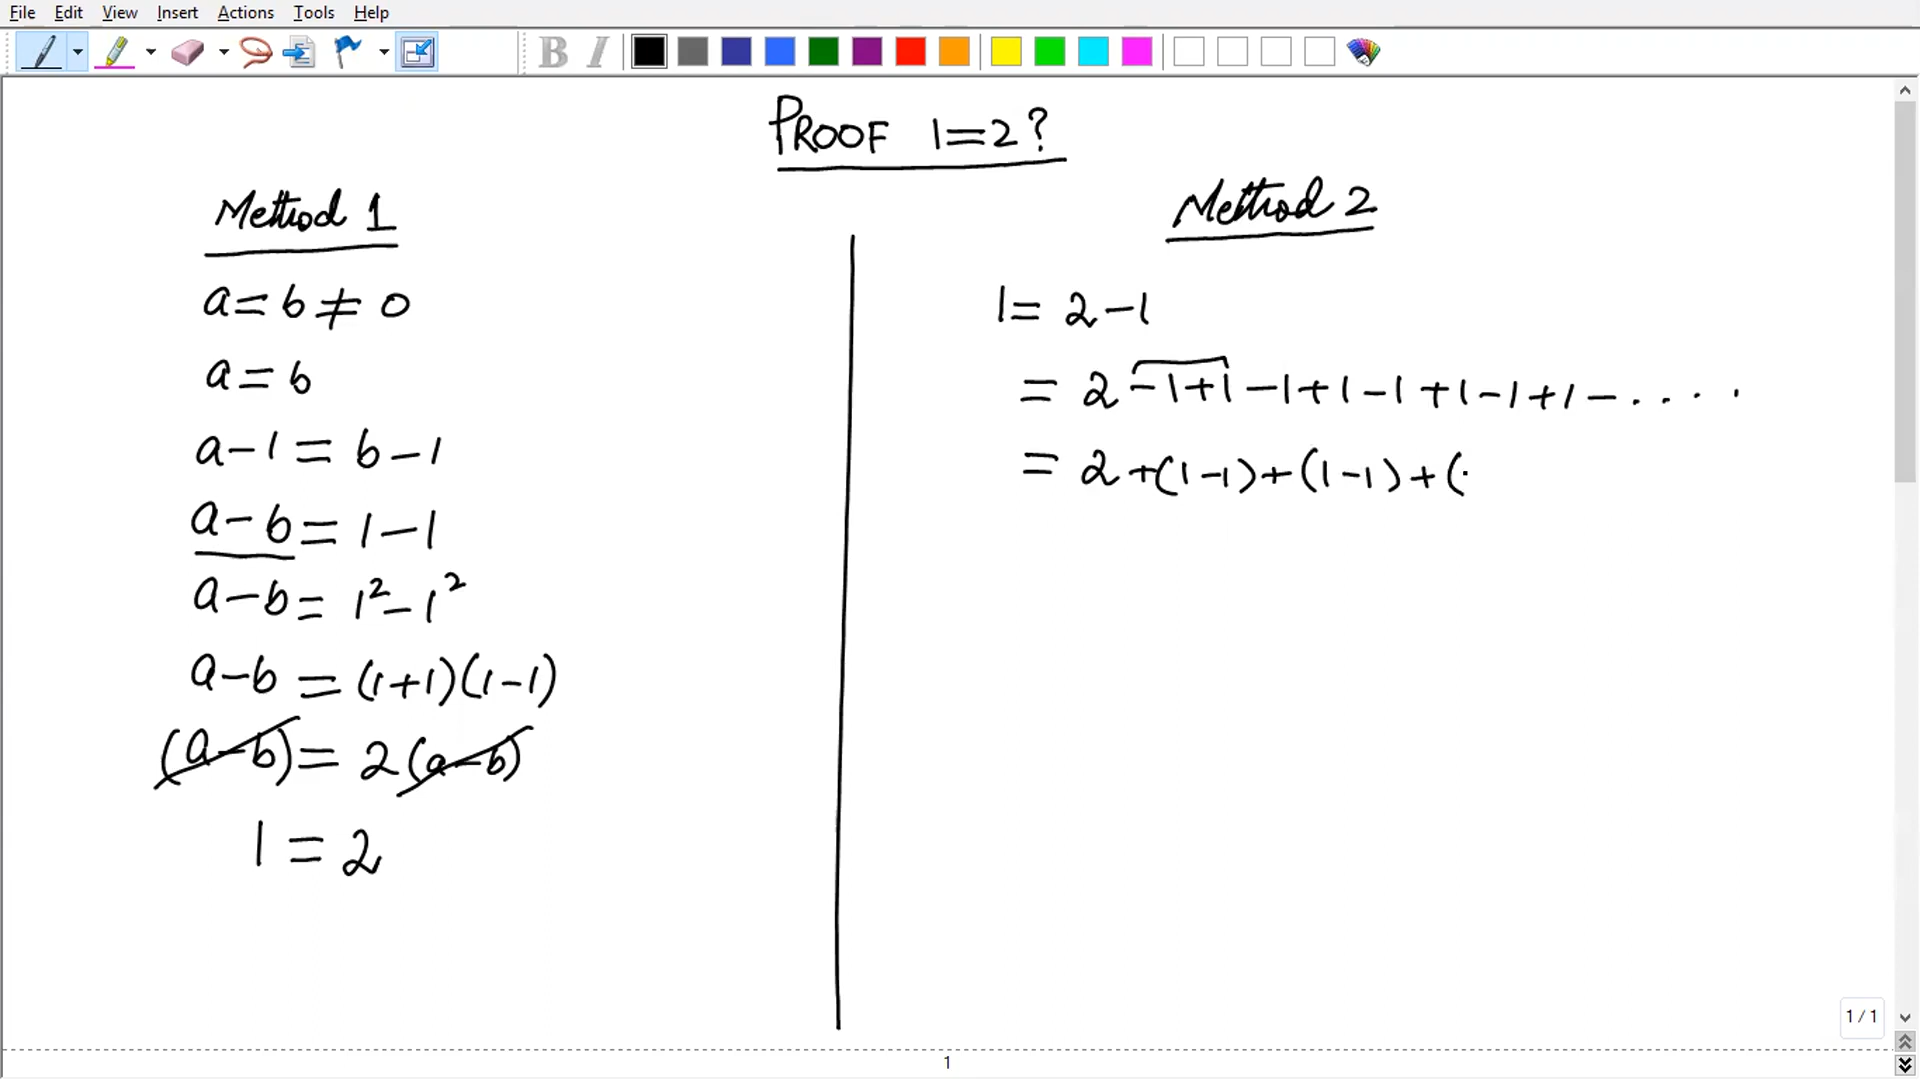 File Edit View Insert Actions Tools Help
B I
PROOF 1=2?
Method 1
a=b≠0
a=b
a-1=b-1
a-b=1-1
a-b=1²-1²
a-b=(1+1)(1-1)
(a-b)=2(a-b)
1=2
Method 2
1=2-1
=2-1+1-1+1-1+1-1+1-.....
=2+(1-1)+(1-1)+(
1/1
1